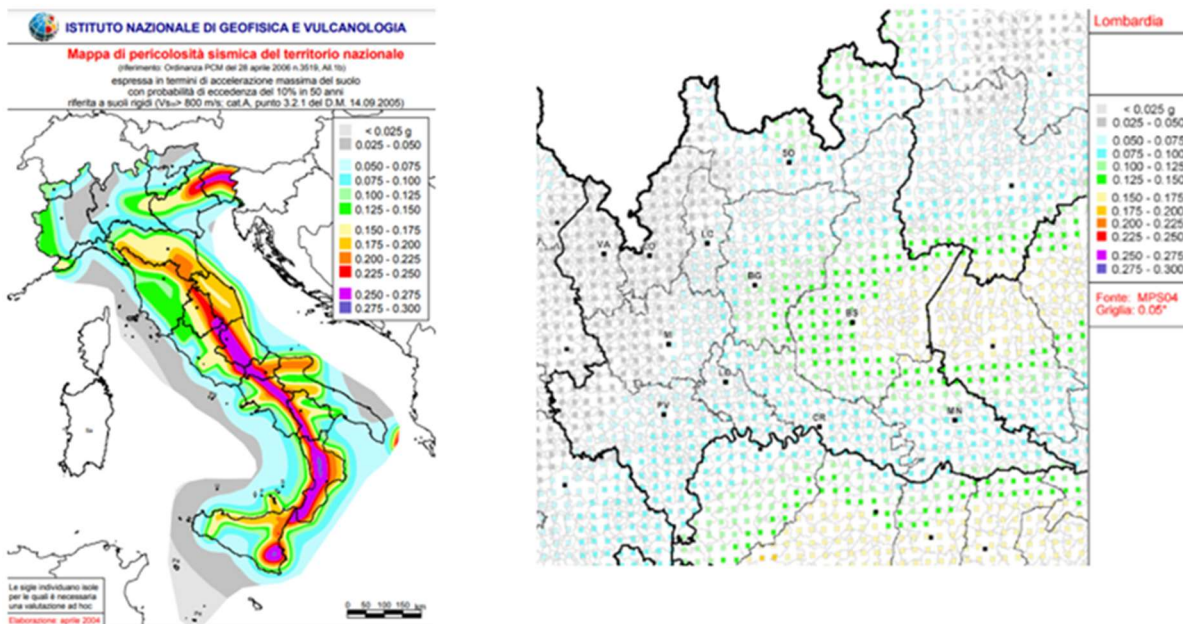 ISTITUTO NAZIONALE DI GEOFISICA E VULCANOLOGIA
Mappa di pericolosità sismica del territorio nazionale
(riferimento: Ordinanza PCM del 28 aprile 2006 n.3519, All.1b)
espressa in termini di accelerazione massima del suolo
con probabilità di eccedenza del 10% in 50 anni
riferita a suoli rigidi (Vs₃₀> 800 m/s; cat.A, punto 3.2.1 del D.M. 14.09.2005)
< 0.025 g
0.025 - 0.050
0.050 - 0.075
0.075 - 0.100
0.100 - 0.125
0.125 - 0.150
0.150 - 0.175
0.175 - 0.200
0.200 - 0.225
0.225 - 0.250
0.250 - 0.275
0.275 - 0.300
Le sigle individuano isole
per le quali è necessaria
una valutazione ad hoc
Elaborazione: aprile 2004
0 50 100 150 km
Lombardia
< 0.025 g
0.025 - 0.050
0.050 - 0.075
0.075 - 0.100
0.100 - 0.125
0.125 - 0.150
0.150 - 0.175
0.175 - 0.200
0.200 - 0.225
0.225 - 0.250
0.250 - 0.275
0.275 - 0.300
Fonte: MPS04
Griglia: 0.05°
SO
VA
CO
LC
BG
BS
MI
LO
PV
CR
MN